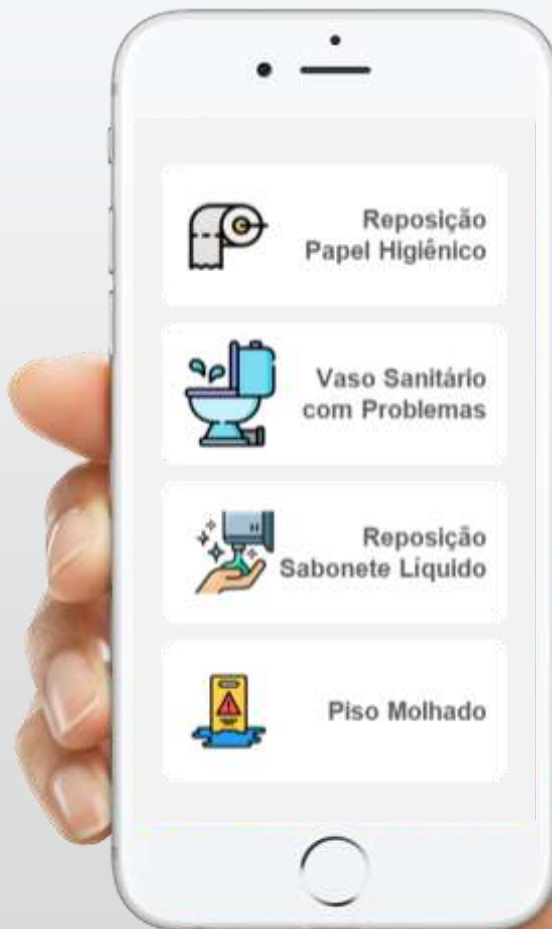 Reposição
Papel Higiênico
Vaso Sanitário
com Problemas
Reposição
Sabonete Líquido
Piso Molhado